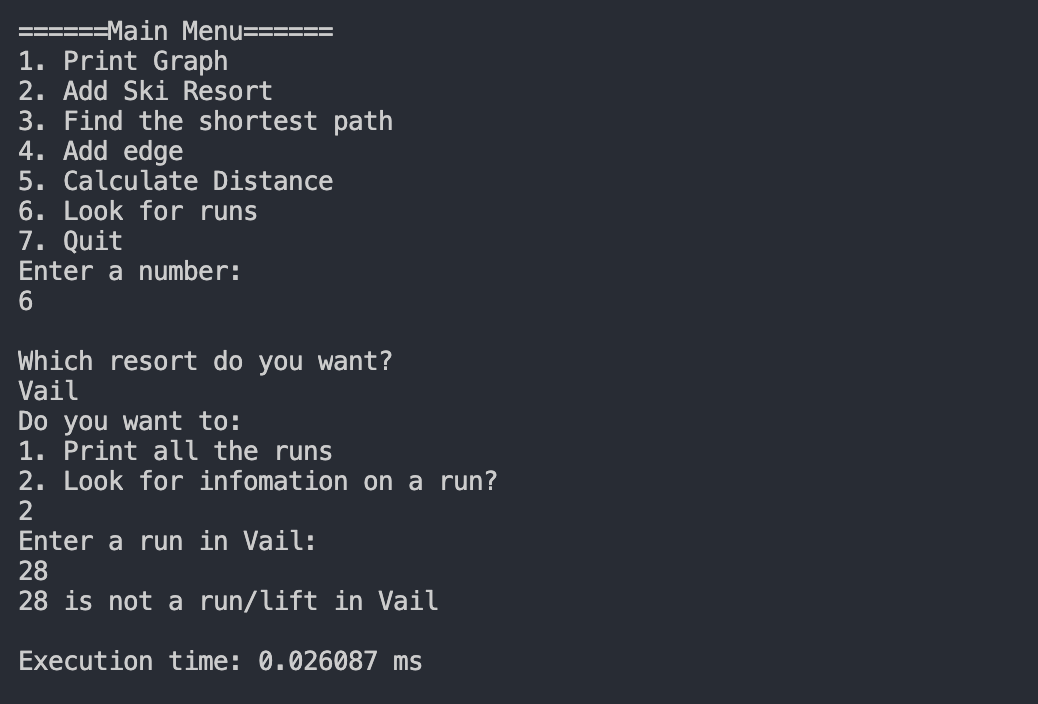 ======Main Menu======
1. Print Graph
2. Add Ski Resort
3. Find the shortest path
4. Add edge
5. Calculate Distance
6. Look for runs
7. Quit
Enter a number:
6
Which resort do you want?
Vail
Do you want to:
1. Print all the runs
2. Look for infomation on a run?
2
Enter a run in Vail:
28
28 is not a run/lift in Vail
Execution time: 0.026087 ms